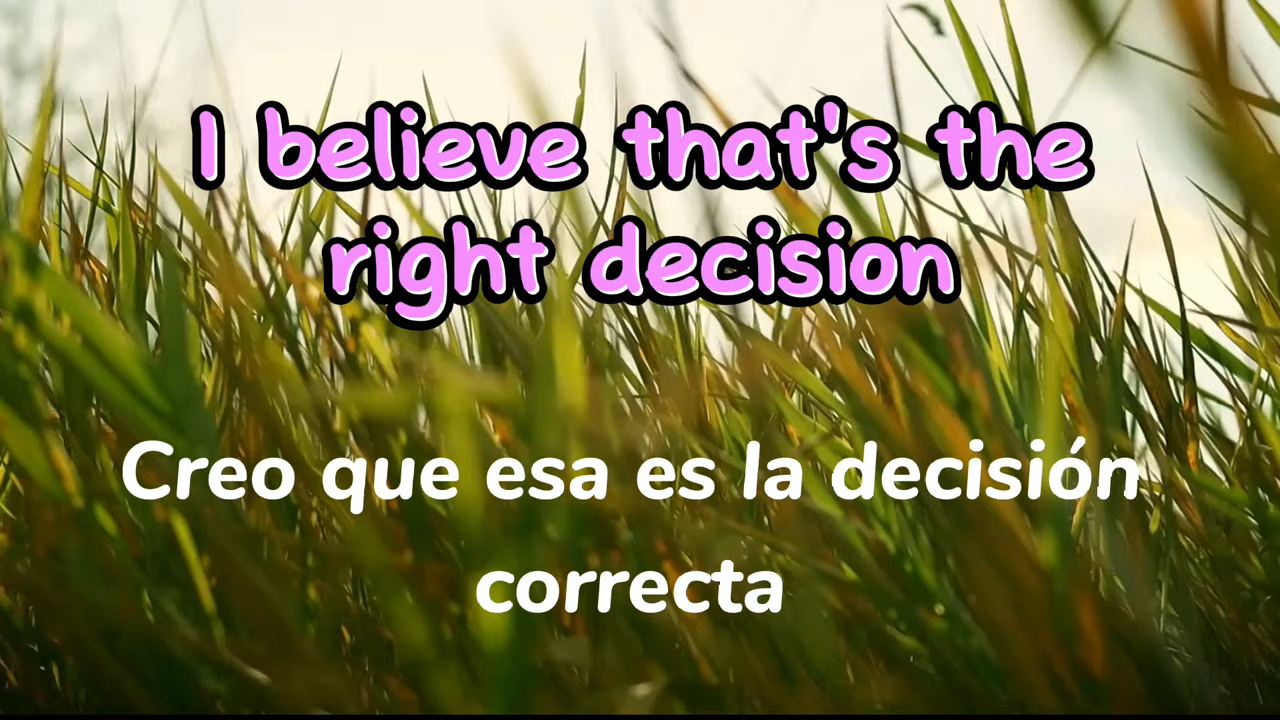 I believe that's the
right decision
Creo que esa es la decisión
correcta